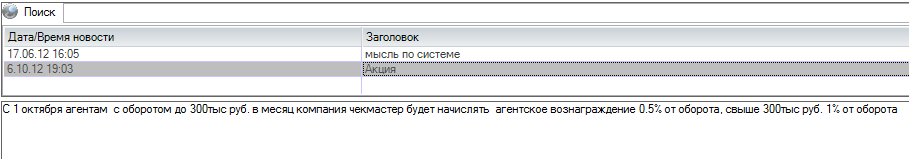 Поиск
Дата/Время новости Заголовок
17.06.12 16:05 мысль по системе
6.10.12 19:03 Акция
С 1 октября агентам  с оборотом до 300тыс руб. в месяц компания чекмастер будет начислять  агентское вознаграждение 0.5% от оборота, свыше 300тыс руб. 1% от оборота